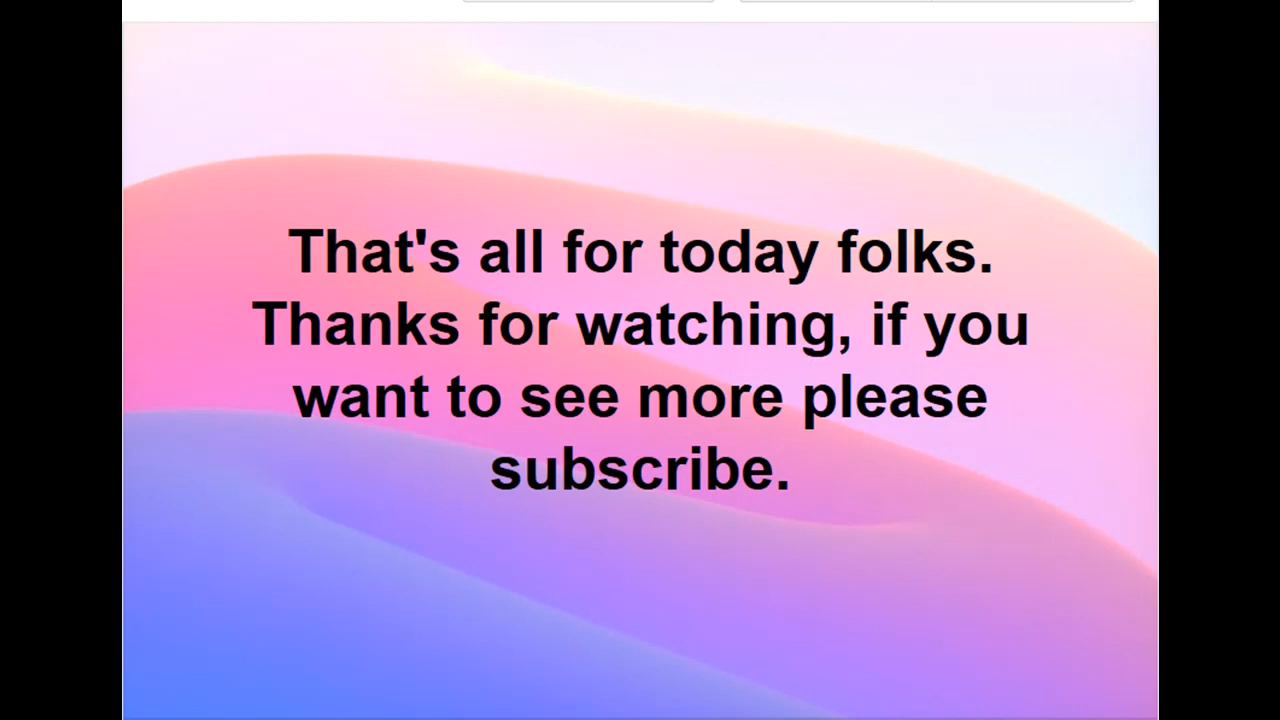 That's all for today folks.
Thanks for watching, if you
want to see more please
subscribe.